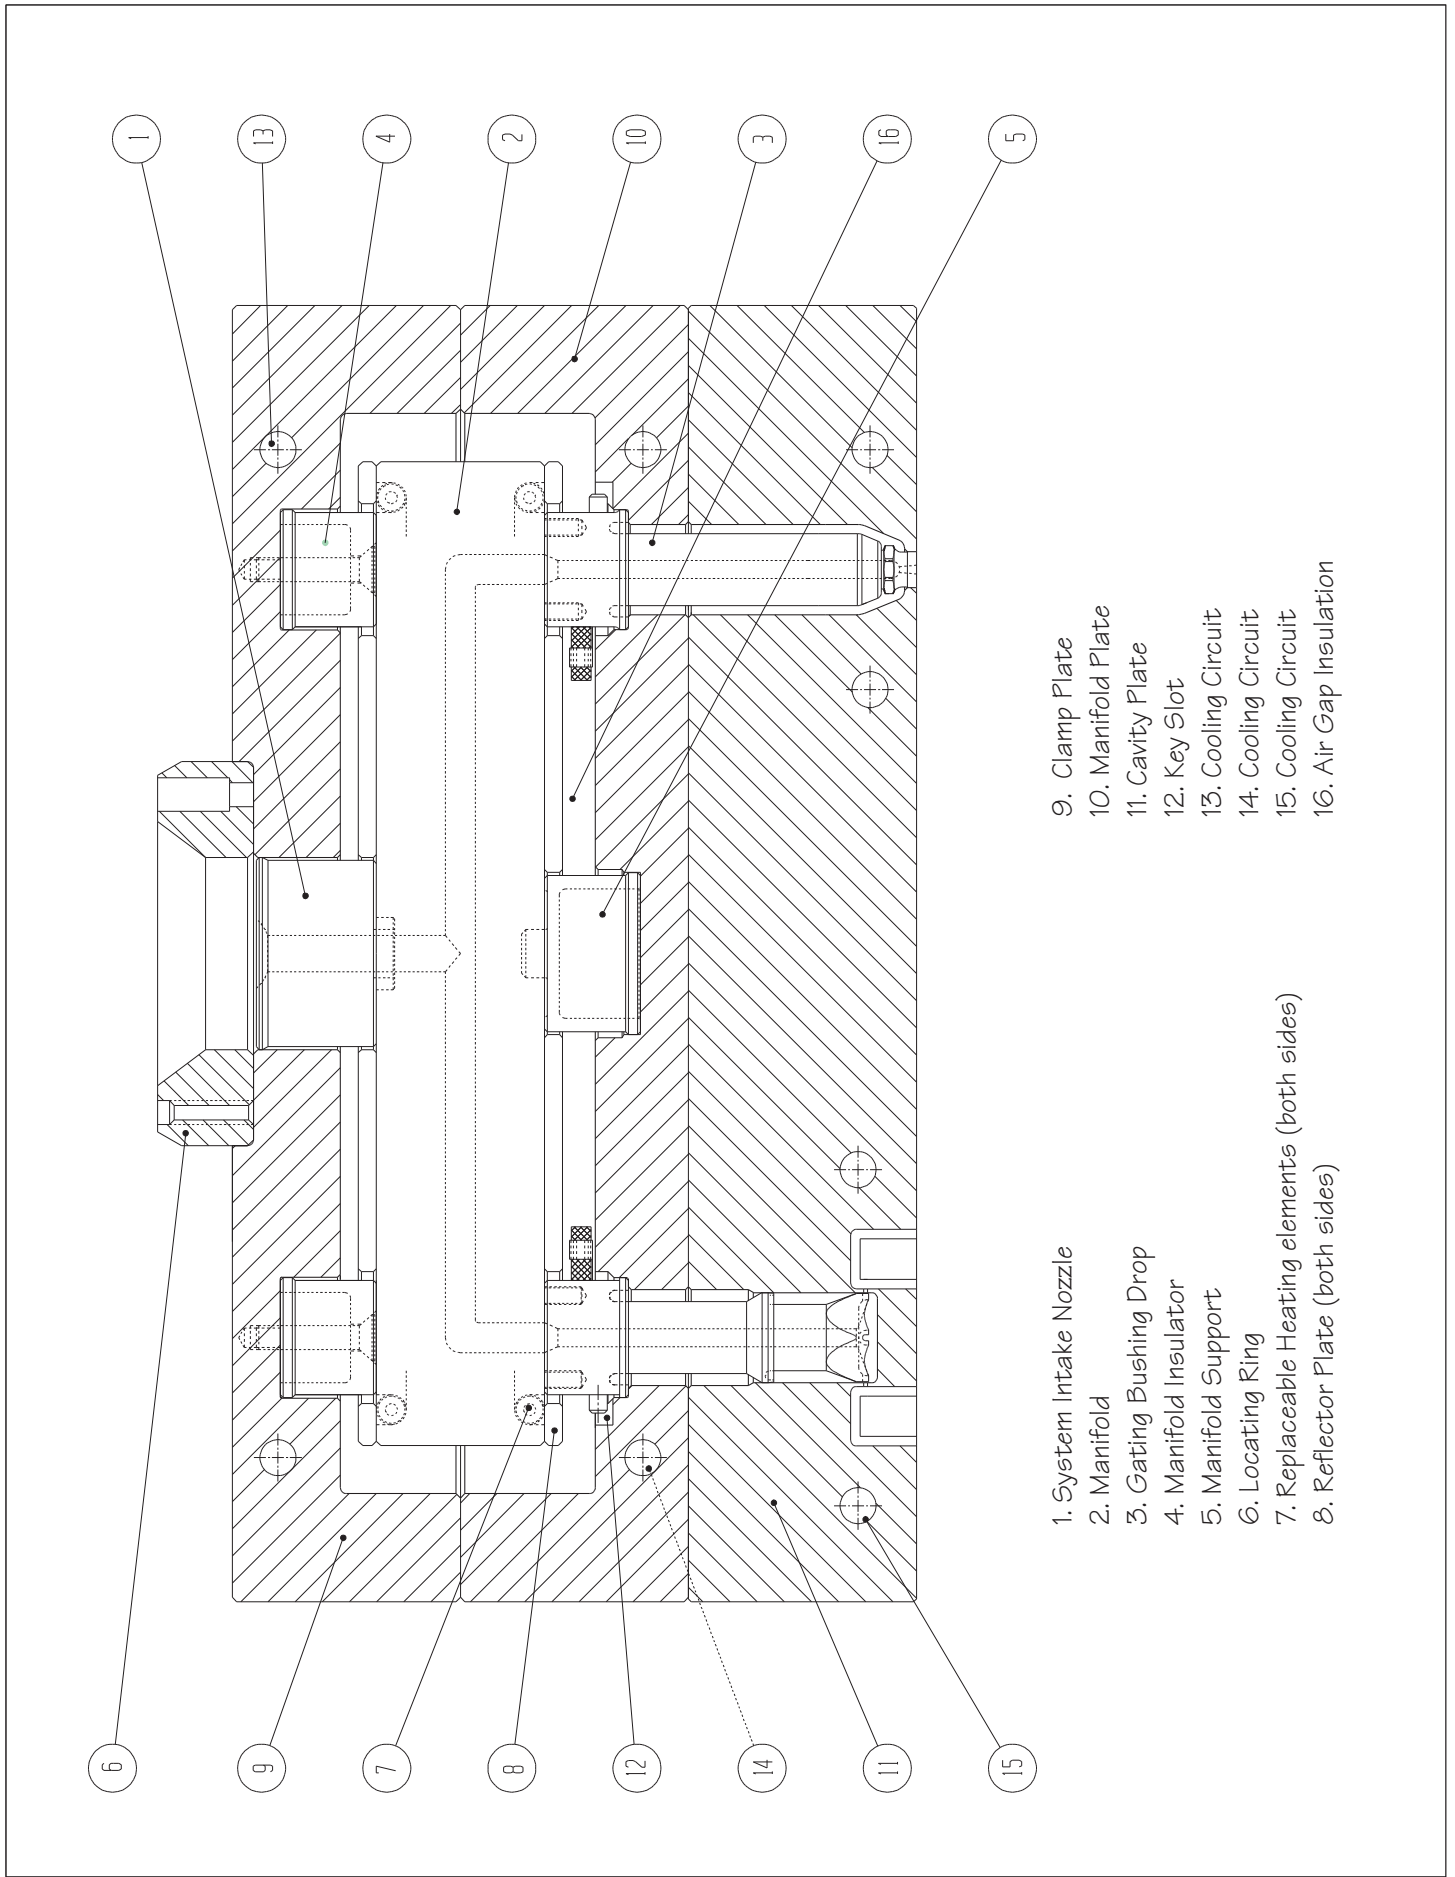 1
13
4
2
10
3
16
5
6
9
7
8
12
14
11
15
1. System Intake Nozzle
2. Manifold
3. Gating Bushing Drop
4. Manifold Insulator
5. Manifold Support
6. Locating Ring
7. Replaceable Heating elements (both sides)
8. Reflector Plate (both sides)
9. Clamp Plate
10. Manifold Plate
11. Cavity Plate
12. Key Slot
13. Cooling Circuit
14. Cooling Circuit
15. Cooling Circuit
16. Air Gap Insulation